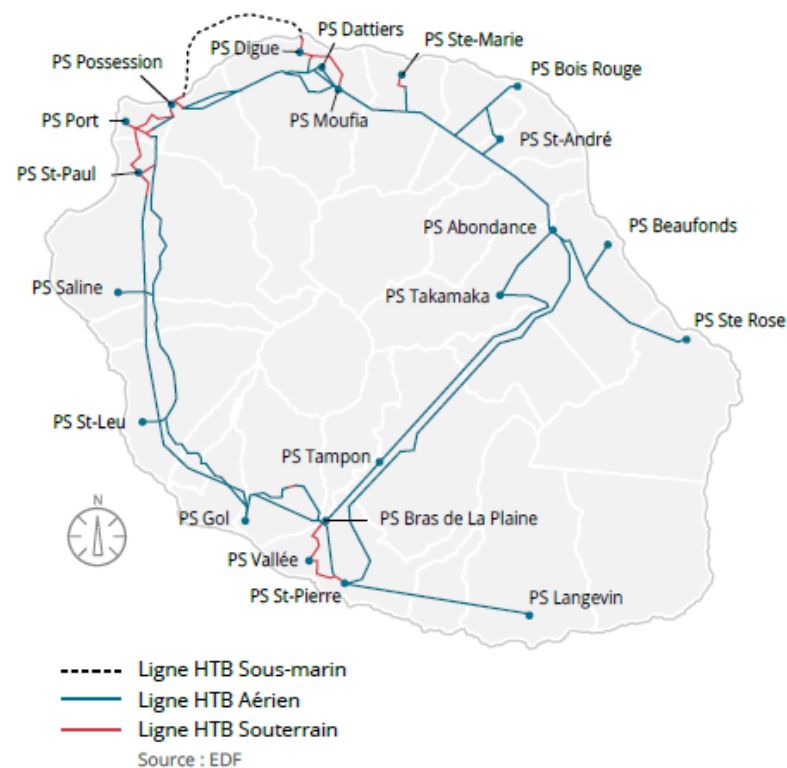 PS Dattiers
PS Digue
PS Ste-Marie
PS Possession
PS Bois Rouge
PS Port
PS Moufia
PS St-André
PS St-Paul
PS Abondance
PS Beaufonds
PS Saline
PS Takamaka
PS Ste Rose
PS St-Leu
PS Tampon
N
PS Gol
PS Bras de La Plaine
PS Vallée
PS St-Pierre
PS Langevin
Ligne HTB Sous-marin
Ligne HTB Aérien
Ligne HTB Souterrain
Source : EDF